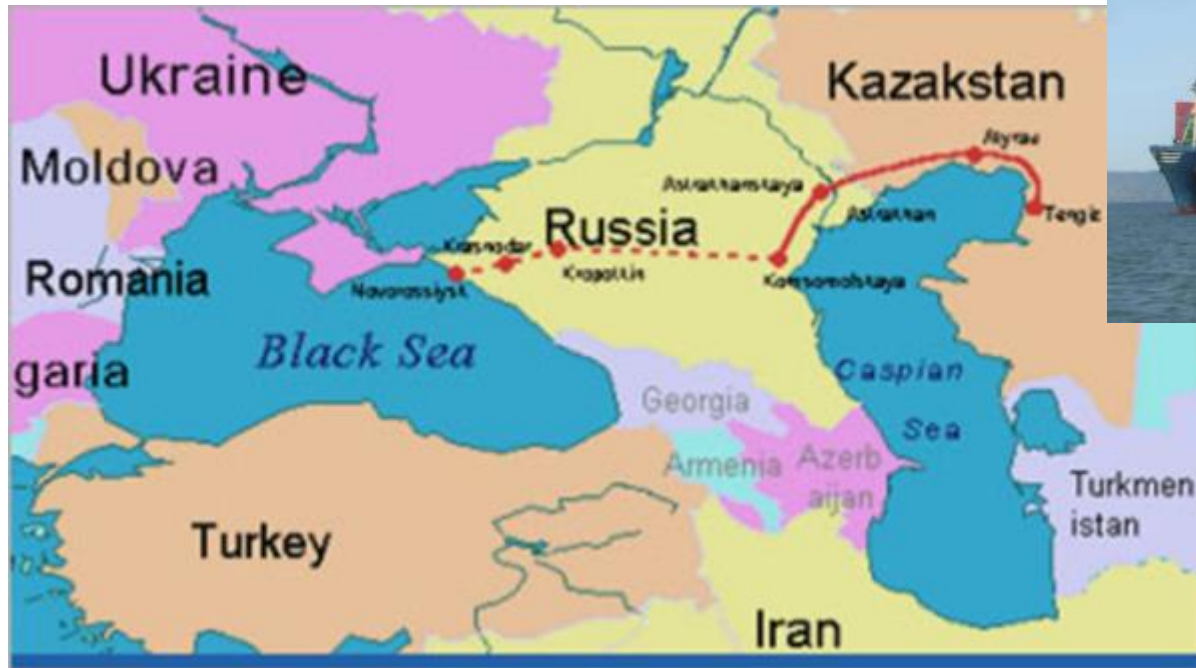 Ukraine
Kazakstan
Moldova
Atyrau
Astrakhanskaya
Astrakhan
Tengiz
Russia
Krasnodar
Kropotkin
Komsomolskaya
Romania
Novorossiysk
Black Sea
garia
Caspian
Sea
Georgia
Armenia
Azerb
aijan
Turkmen
istan
Turkey
Iran